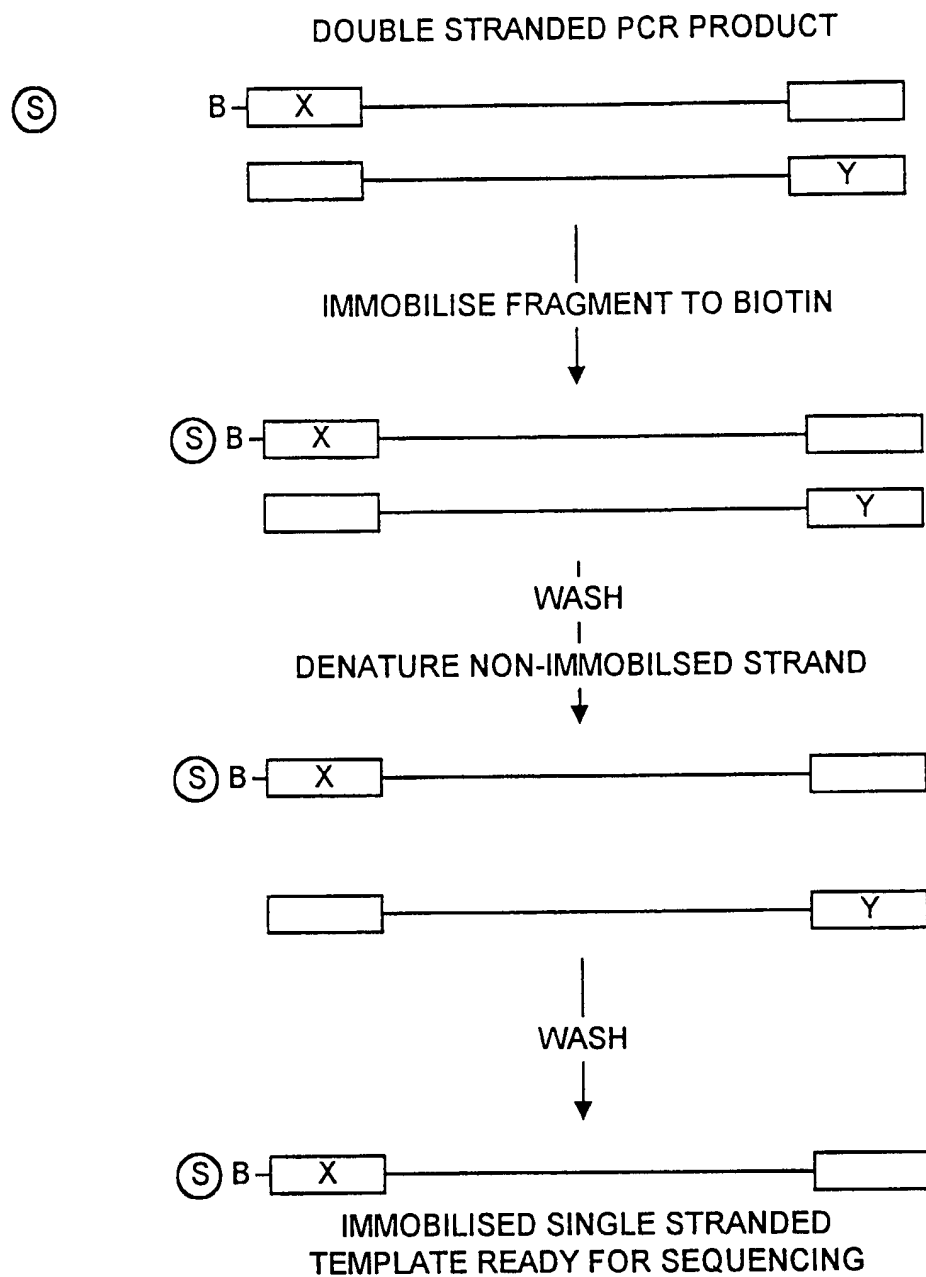 DOUBLE STRANDED PCR PRODUCT
S B X
Y
IMMOBILISE FRAGMENT TO BIOTIN
S B X
Y
WASH
DENATURE NON-IMMOBILSED STRAND
S B X
Y
WASH
S B X
IMMOBILISED SINGLE STRANDED
TEMPLATE READY FOR SEQUENCING